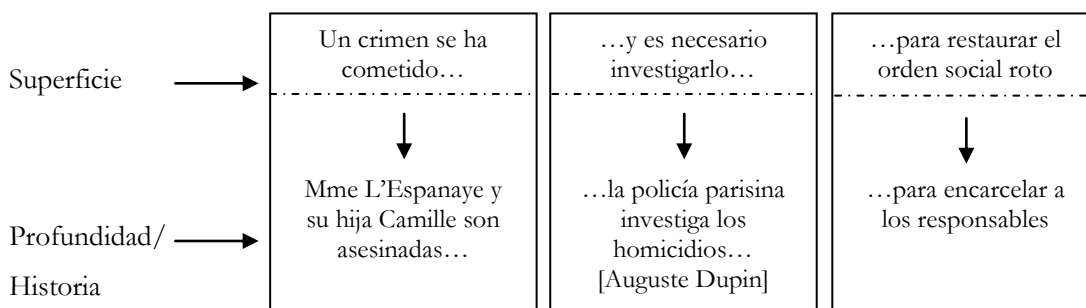 Superficie
Un crimen se ha
cometido…
…y es necesario
investigarlo…
…para restaurar el
orden social roto
Profundidad/
Historia
Mme L’Espanaye y
su hija Camille son
asesinadas…
…la policía parisina
investiga los
homicidios…
[Auguste Dupin]
…para encarcelar a
los responsables